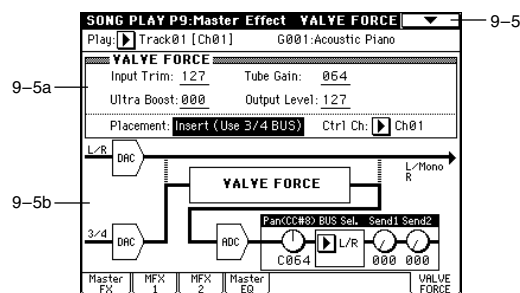 SONG PLAY P9:Master Effect VALVE FORCE
9–5
Play: Track01 [Ch01] G001:Acoustic Piano
VALVE FORCE
9–5a
Input Trim: 127 Tube Gain: 064
Ultra Boost: 000 Output Level: 127
Placement: Insert (Use 3/4 BUS) Ctrl Ch: Ch01
L/R DAC
L/Mono
R
VALVE FORCE
9–5b
Pan(CC#8) BUS Sel. Send1 Send2
3/4 DAC ADC L/R
C064 000 000
Master FX MFX 1 MFX 2 Master EQ VALVE FORCE